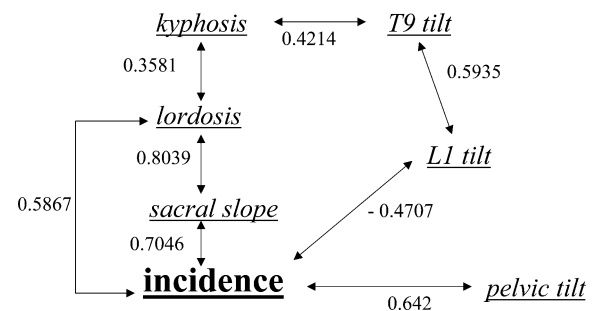 kyphosis
T9 tilt
0.4214
0.3581
0.5935
lordosis
0.8039
L1 tilt
0.5867
sacral slope
- 0.4707
0.7046
incidence
pelvic tilt
0.642